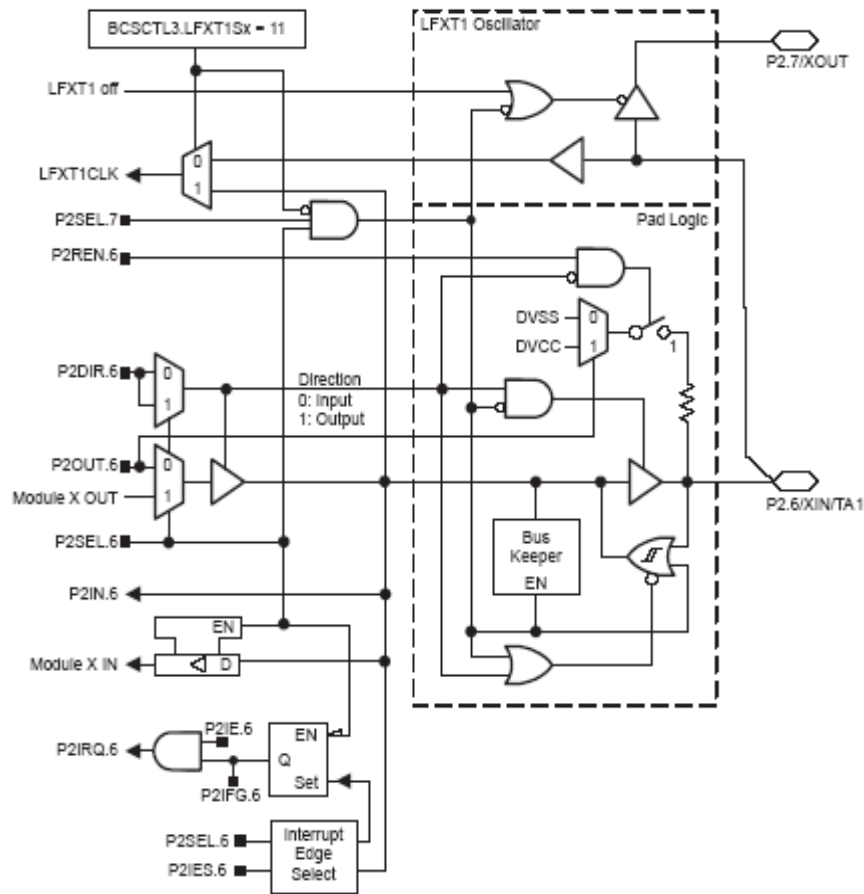 BCSCTL3.LFXT1Sx = 11
LFXT1 Oscillator
P2.7/XOUT
LFXT1 off
0
LFXT1CLK
1
P2SEL.7
Pad Logic
P2REN.6
DVSS
0
DVCC
1
1
P2DIR.6
0
1
Direction
0: Input
1: Output
P2OUT.6
0
Module X OUT
1
P2.6/XIN/TA1
P2SEL.6
Bus
Keeper
EN
P2IN.6
EN
Module X IN
D
P2IE.6
P2IRQ.6
EN
Q
Set
P2IFG.6
P2SEL.6
P2IES.6
Interrupt
Edge
Select